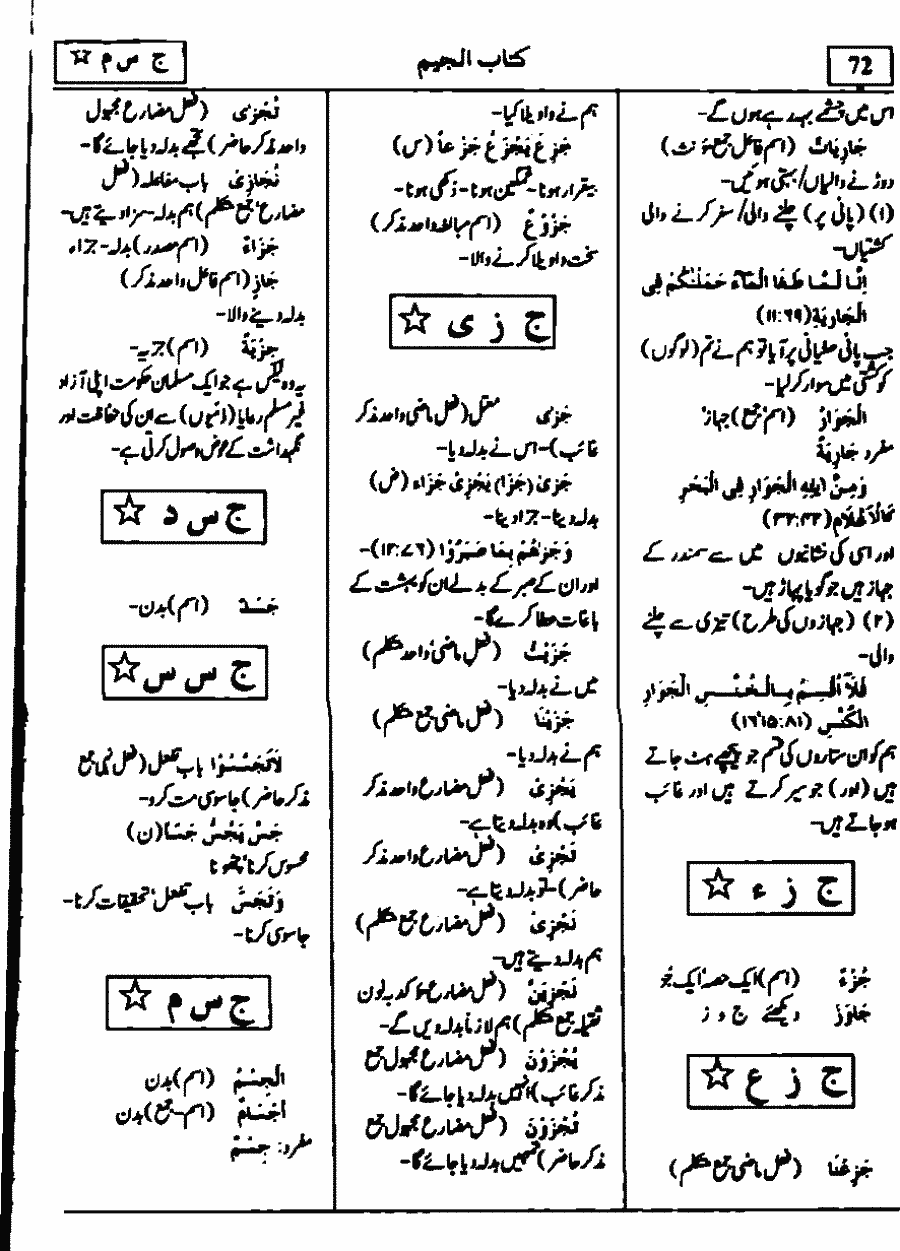 72
کتاب الجیم
ج س م ☆
اس میں چشمے بہہ رہے ہوں گے۔
جَارِیَاتٌ (اسم فاعل جمع مؤنث)
دوڑنے والیاں/بہتی ہوئیں۔
(۱) (پانی پر) چلنے والی/سفر کرنے والی
کشتیاں۔
اِنَّا لَمَّا طَغَا الْمَآءُ حَمَلْنٰکُمْ فِی
الْجَارِیَةِ (۱۱:۶۹)
جب پانی طغیانی پر آیا تو ہم نے تم (لوگوں)
کو کشتی میں سوار کر لیا۔
الْجَوَارُ (اسم جمع) جہاز
مفرد جَارِیَةٌ
وَمِنْ اٰیٰتِهِ الْجَوَارِ فِی الْبَحْرِ
کَالْاَعْلَامِ (۳۲:۴۲)
اور اسی کی نشانیوں میں سے سمندر کے
جہاز ہیں جو گویا پہاڑ ہیں۔
(۲) (جہازوں کی طرح) تیزی سے چلنے
والی۔
فَلَآ اُقْسِمُ بِالْخُنَّسِ الْجَوَارِ
الْکُنَّسِ (۱۶٬۱۵:۸۱)
ہم کو ان ستاروں کی قسم جو پیچھے ہٹ جاتے
ہیں (اور) جو سیر کرتے ہیں اور غائب
ہو جاتے ہیں۔
ج ز ء ☆
جُزْءٌ (اسم) ایک حصہ ایک جُز
جَاوَزَ دیکھئے ج و ز
ج ز ع ☆
جَزِعْنَا (فعل ماضی جمع متکلم)
ہم نے واویلا کیا۔
جَزِعَ یَجْزَعُ جَزَعاً (س)
بیقرار ہونا۔ غمگین ہونا۔ دُکھی ہونا۔
جَزُوْعٌ (اسم مبالغہ واحد مذکر)
سخت واویلا کرنے والا۔
ج ز ی ☆
جَزٰی معتل (فعل ماضی واحد مذکر
غائب)۔ اس نے بدلہ دیا۔
جَزٰی (جَزَا) یَجْزِیْ جَزَاء (ض)
بدلہ دینا۔ جزا دینا۔
وَجَزٰهُمْ بِمَا صَبَرُوْا (۱۲:۷۶)۔
اور ان کے صبر کے بدلے ان کو بہشت کے
باغات عطا کرے گا۔
جَزَیْتُ (فعل ماضی واحد متکلم)
میں نے بدلہ دیا۔
جَزَیْنَا (فعل ماضی جمع متکلم)
ہم نے بدلہ دیا۔
یَجْزِیْ (فعل مضارع واحد مذکر
غائب) وہ بدلہ دیتا ہے۔
تَجْزِیْ (فعل مضارع واحد مذکر
حاضر)۔ تو بدلہ دیتا ہے۔
نَجْزِیْ (فعل مضارع جمع متکلم)
ہم بدلہ دیتے ہیں۔
نَجْزِیَنَّ (فعل مضارع مؤکد بہ نون
ثقیلہ جمع متکلم) ہم لازماً بدلہ دیں گے۔
یُجْزَوْنَ (فعل مضارع مجہول جمع
مذکر غائب) انہیں بدلہ دیا جائے گا۔
تُجْزَوْنَ (فعل مضارع مجہول جمع
مذکر حاضر) تمہیں بدلہ دیا جائے گا۔
تُجْزٰی (فعل مضارع مجہول
واحد مذکر حاضر) تجھے بدلہ دیا جائے گا۔
نُجَازِیْ باب مفاعلہ (فعل
مضارع جمع متکلم) ہم بدلہ۔ سزا دیتے ہیں۔
جَزَاءٌ (اسم مصدر) بدلہ۔ جزاء
جَازٍ (اسم فاعل واحد مذکر)
بدلہ دینے والا۔
جِزْیَةٌ (اسم) جزیہ۔
یہ وہ ٹیکس ہے جو ایک مسلمان حکومت اپنی آزاد
غیر مسلم رعایا (ذمیوں) سے ان کی حفاظت اور
نگہداشت کے عوض وصول کرتی ہے۔
ج س د ☆
جَسَدٌ (اسم) بدن۔
ج س س ☆
لَاتَجَسَّسُوْا باب تفعل (فعل نہی جمع
مذکر حاضر) جاسوسی مت کرو۔
جَسَّ یَجُسُّ جَسًّا (ن)
محسوس کرنا چھونا
وَتَجَسَّ باب تفعل تحقیقات کرنا۔
جاسوسی کرنا۔
ج س م ☆
الْجِسْمُ (اسم) بدن
اَجْسَامٌ (اسم۔ جمع) بدن
مفرد: جِسْمٌ